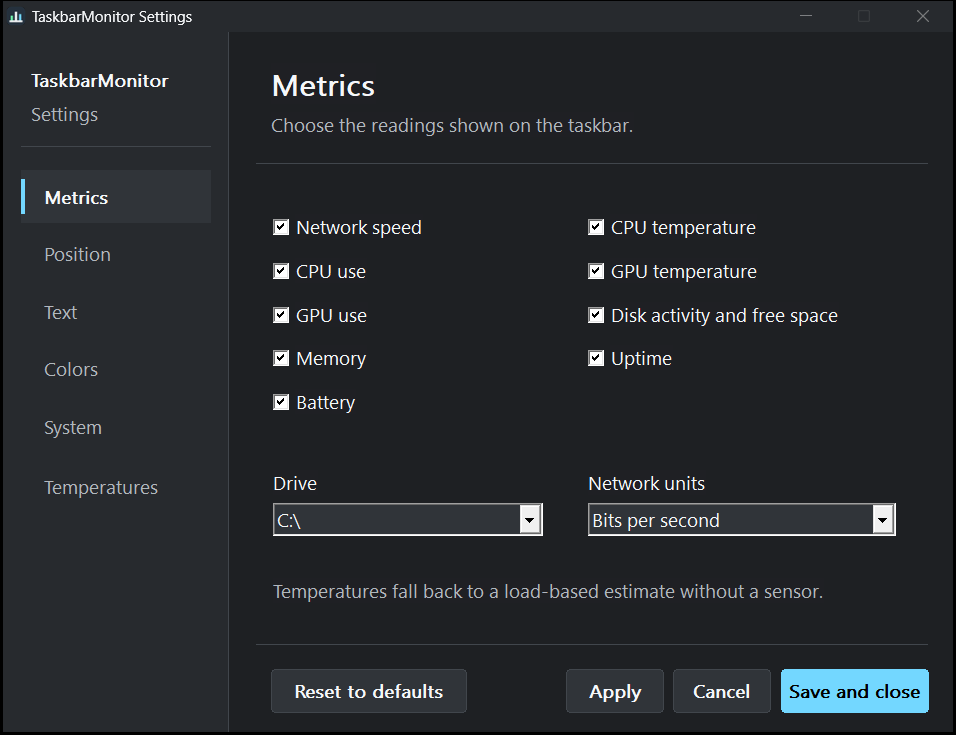 TaskbarMonitor Settings
TaskbarMonitor
Settings
Metrics
Position
Text
Colors
System
Temperatures
Metrics
Choose the readings shown on the taskbar.
Network speed
CPU temperature
CPU use
GPU temperature
GPU use
Disk activity and free space
Memory
Uptime
Battery
Drive
Network units
C:\
Bits per second
Temperatures fall back to a load-based estimate without a sensor.
Reset to defaults
Apply
Cancel
Save and close